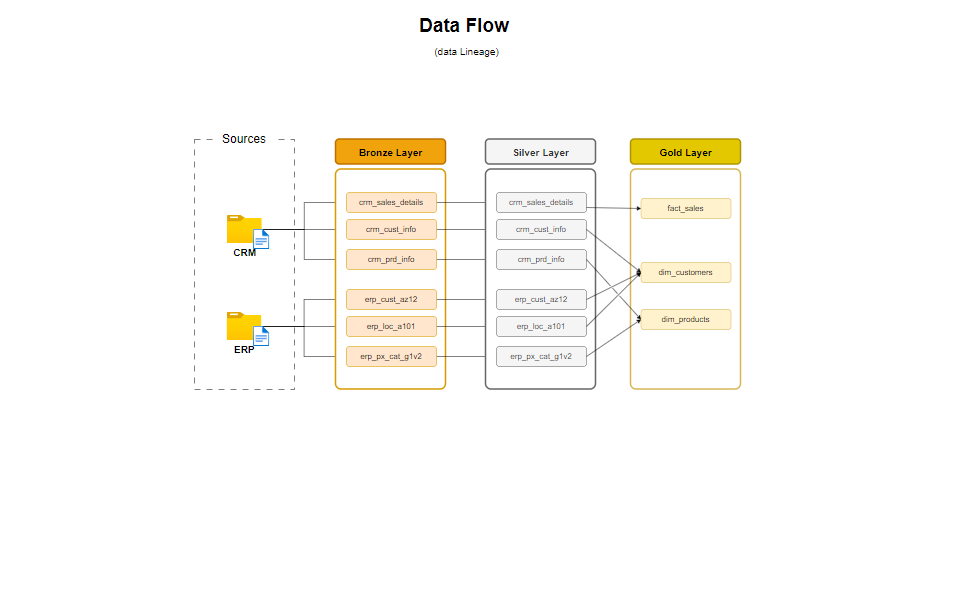 Data Flow
(data Lineage)
Sources
CRM
ERP
Bronze Layer
crm_sales_details
crm_cust_info
crm_prd_info
erp_cust_az12
erp_loc_a101
erp_px_cat_g1v2
Silver Layer
crm_sales_details
crm_cust_info
crm_prd_info
erp_cust_az12
erp_loc_a101
erp_px_cat_g1v2
Gold Layer
fact_sales
dim_customers
dim_products